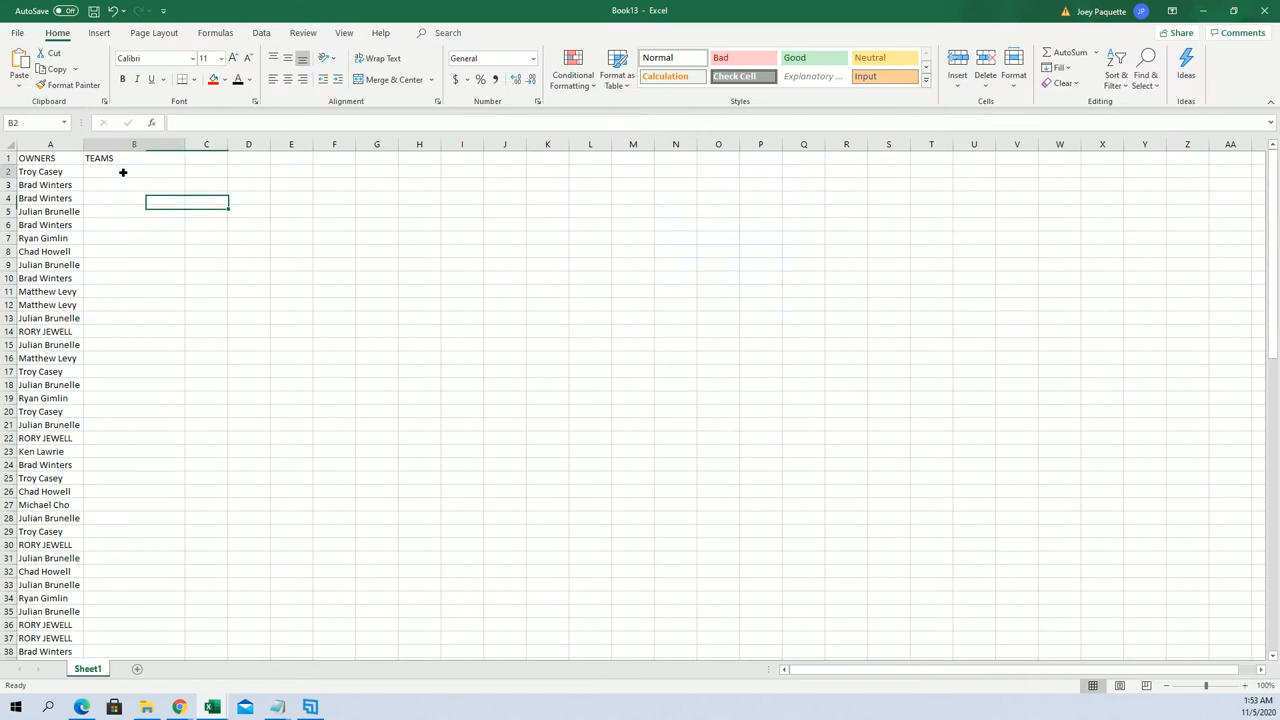 AutoSave Off Book13 - Excel Joey Paquette JP
File Home Insert Page Layout Formulas Data Review View Help Search Share Comments
Paste Cut Copy Format Painter Clipboard
Calibri 11 B I U A Font
Wrap Text Merge & Center Alignment
General $ % Number
Conditional Formatting Format as Table
Normal Bad Good Neutral
Calculation Check Cell Explanatory ... Input
Styles
Insert Delete Format Cells
AutoSum Fill Clear Sort & Filter Find & Select Editing
Ideas Ideas
B2 fx
A B C D E F G H I J K L M N O P Q R S T U V W X Y Z AA
1 OWNERS TEAMS
2 Troy Casey
3 Brad Winters
4 Brad Winters
5 Julian Brunelle
6 Brad Winters
7 Ryan Gimlin
8 Chad Howell
9 Julian Brunelle
10 Brad Winters
11 Matthew Levy
12 Matthew Levy
13 Julian Brunelle
14 RORY JEWELL
15 Julian Brunelle
16 Matthew Levy
17 Troy Casey
18 Julian Brunelle
19 Ryan Gimlin
20 Troy Casey
21 Julian Brunelle
22 RORY JEWELL
23 Ken Lawrie
24 Brad Winters
25 Troy Casey
26 Chad Howell
27 Michael Cho
28 Julian Brunelle
29 Troy Casey
30 RORY JEWELL
31 Julian Brunelle
32 Chad Howell
33 Julian Brunelle
34 Ryan Gimlin
35 Julian Brunelle
36 RORY JEWELL
37 RORY JEWELL
38 Brad Winters
Sheet1
Ready 100%
1:53 AM
11/5/2020